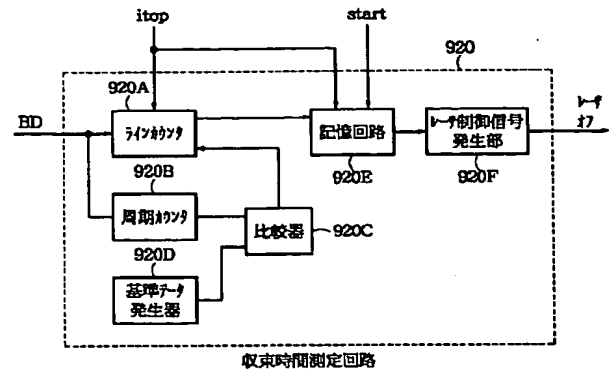 itop
start
920
920A
BD
ラインカウンタ
記憶回路
レーザ制御信号
発生部
レーザ
オフ
920E
920F
920B
周期カウンタ
比較器
920C
920D
基準データ
発生器
収束時間測定回路